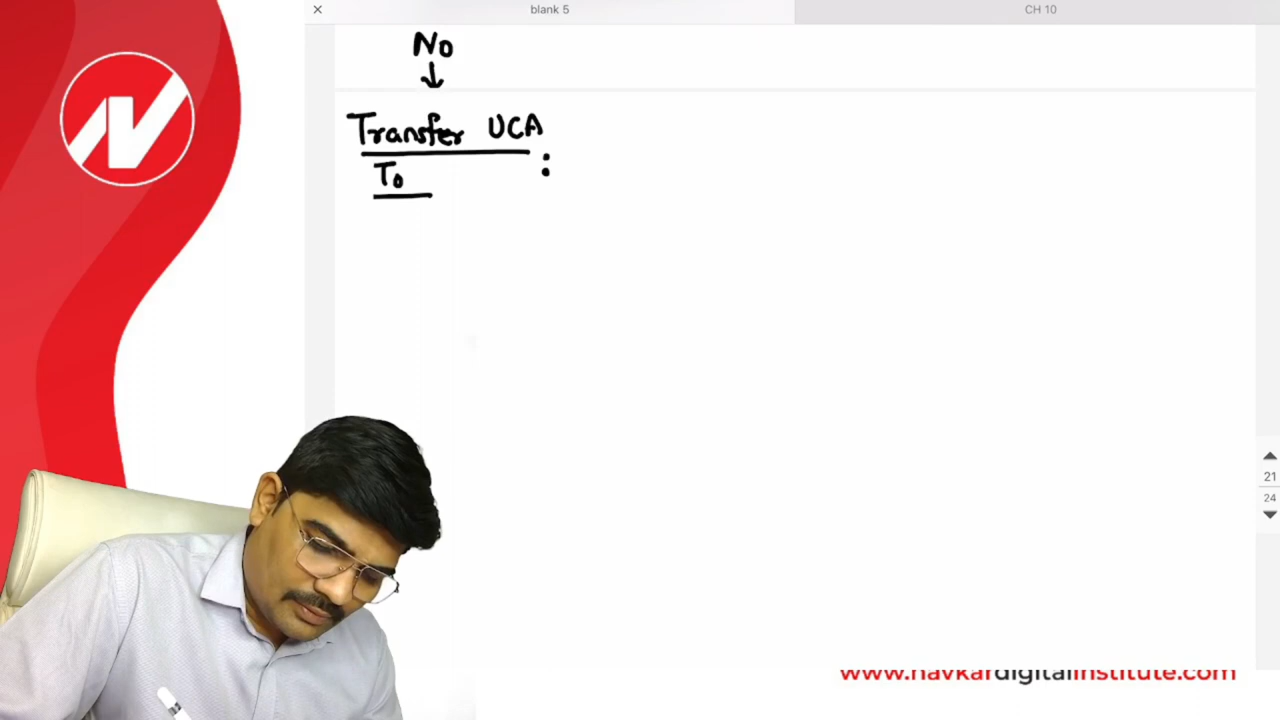 blank 5
CH 10
No
Transfer UCA
To :
21
24
www.navkardigitalinstitute.com